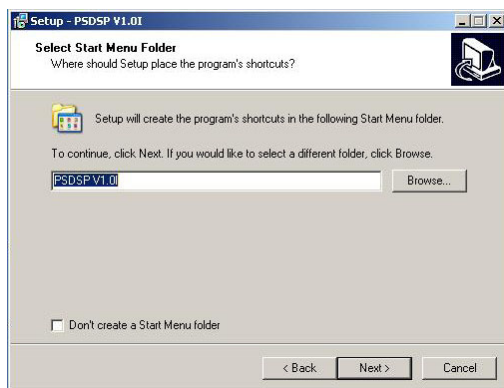 Setup - PSDSP V1.0I
Select Start Menu Folder
Where should Setup place the program's shortcuts?
Setup will create the program's shortcuts in the following Start Menu folder.
To continue, click Next. If you would like to select a different folder, click Browse.
PSDSP V1.0I
Browse...
Don't create a Start Menu folder
< Back
Next >
Cancel